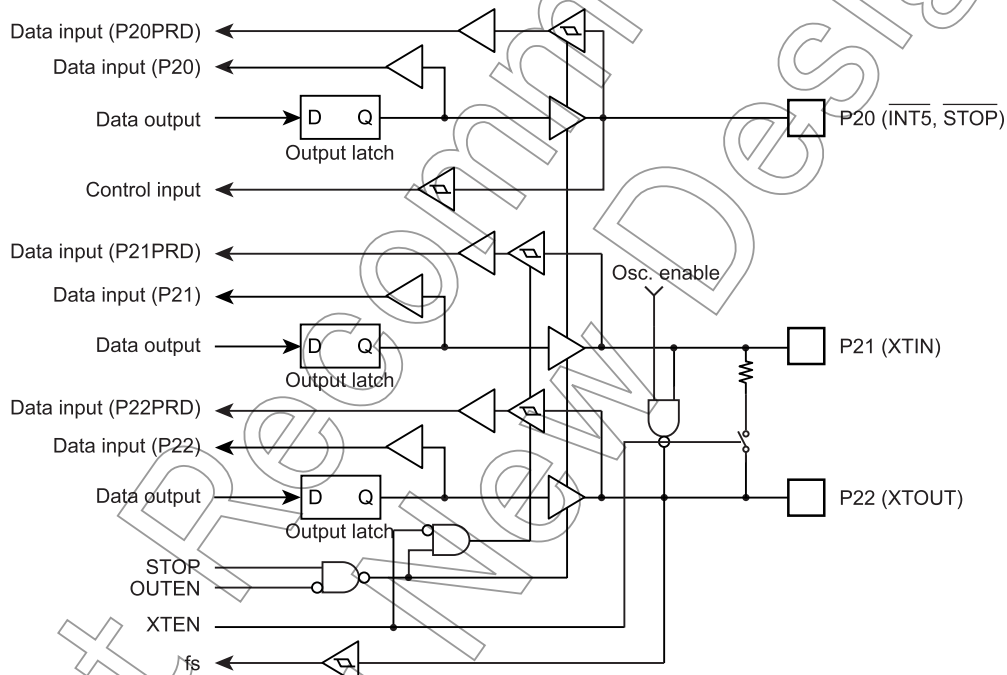 Data input (P20PRD)
Data input (P20)
Data output
D Q
Output latch
P20 (INT5, STOP)
Control input
Data input (P21PRD)
Osc. enable
Data input (P21)
Data output
D Q
Output latch
P21 (XTIN)
Data input (P22PRD)
Data input (P22)
Data output
D Q
Output latch
P22 (XTOUT)
STOP
OUTEN
XTEN
fs